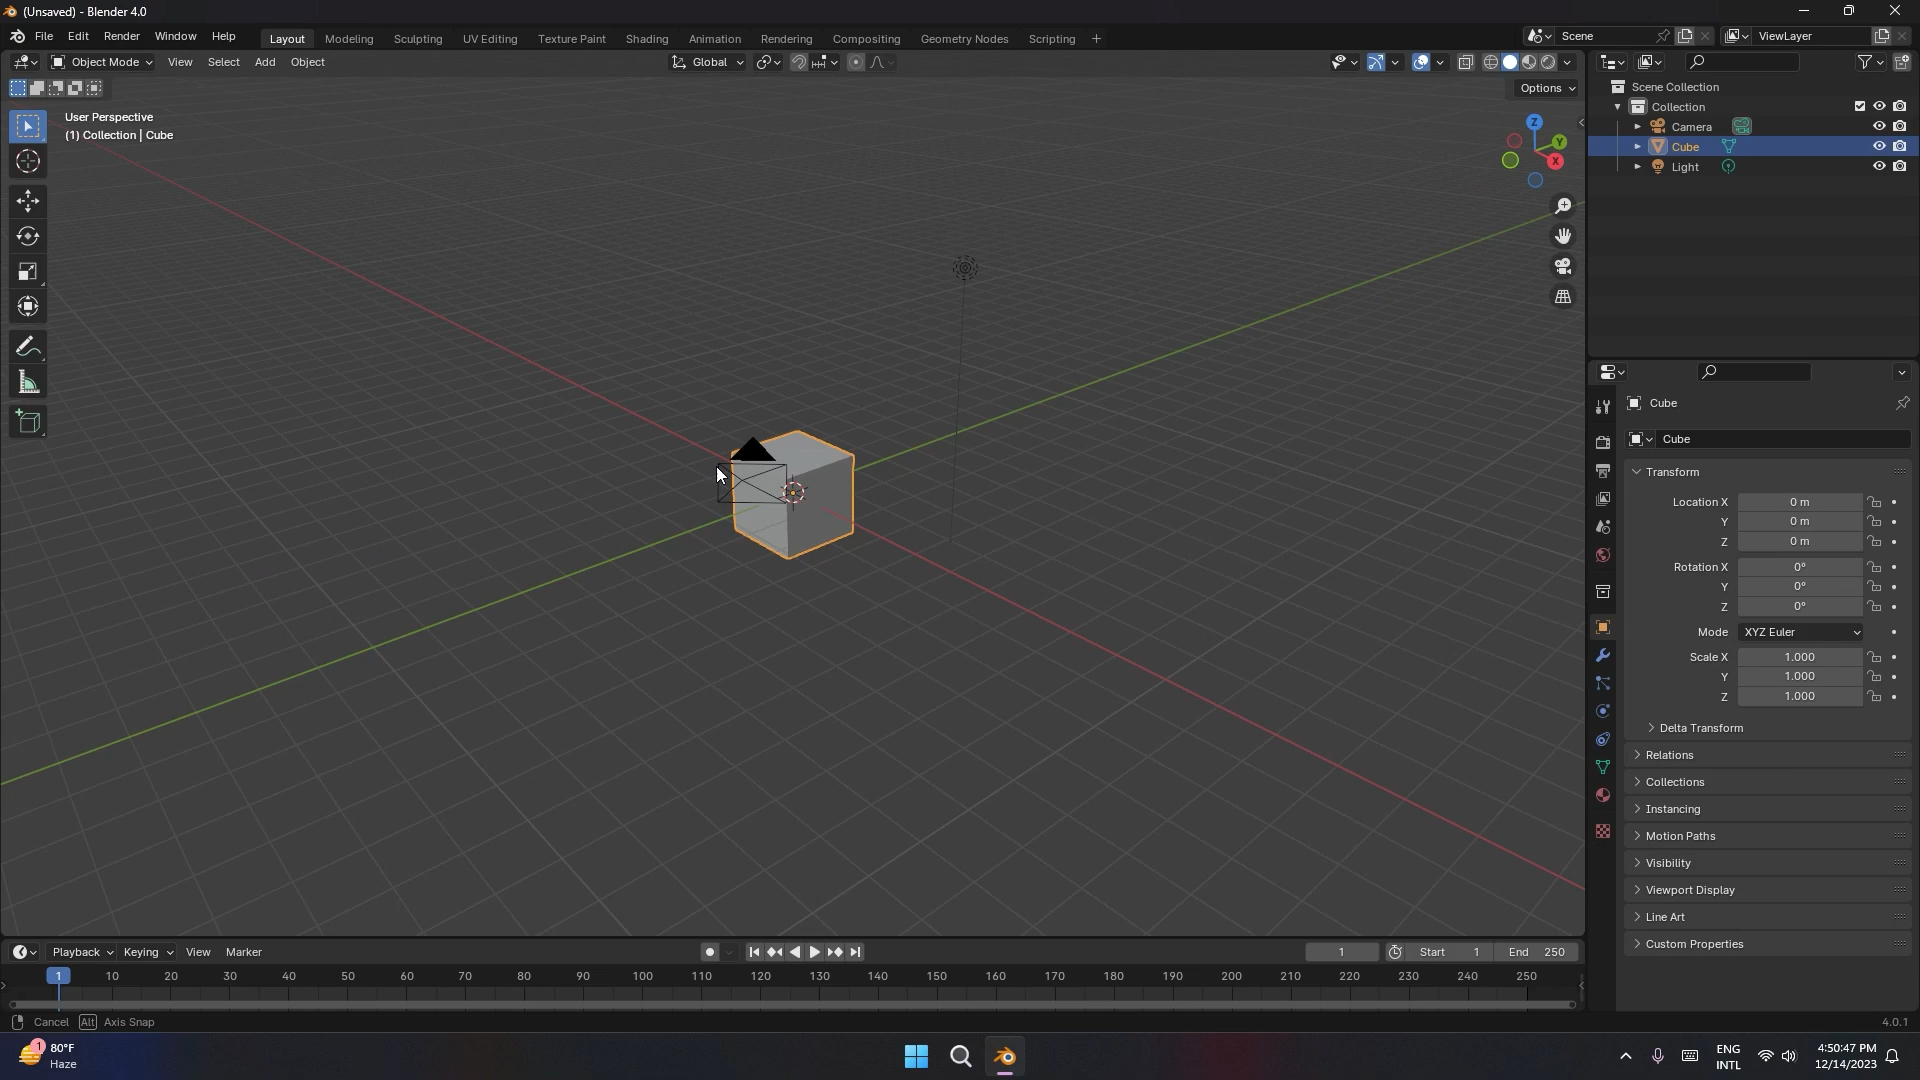 (Unsaved) - Blender 4.0
File Edit Render Window Help Layout Modeling Sculpting UV Editing Texture Paint Shading Animation Rendering Compositing Geometry Nodes Scripting + Scene ViewLayer
Object Mode View Select Add Object Global
Options
User Perspective
(1) Collection | Cube
Z
Y
X
Scene Collection
Collection
Camera
Cube
Light
Cube
Cube
Transform
Location X 0 m
Y 0 m
Z 0 m
Rotation X 0°
Y 0°
Z 0°
Mode XYZ Euler
Scale X 1.000
Y 1.000
Z 1.000
Delta Transform
Relations
Collections
Instancing
Motion Paths
Visibility
Viewport Display
Line Art
Custom Properties
Playback Keying View Marker 1 Start 1 End 250
1 10 20 30 40 50 60 70 80 90 100 110 120 130 140 150 160 170 180 190 200 210 220 230 240 250
Cancel Alt Axis Snap 4.0.1
1 80°F
Haze
ENG
INTL
4:50:47 PM
12/14/2023